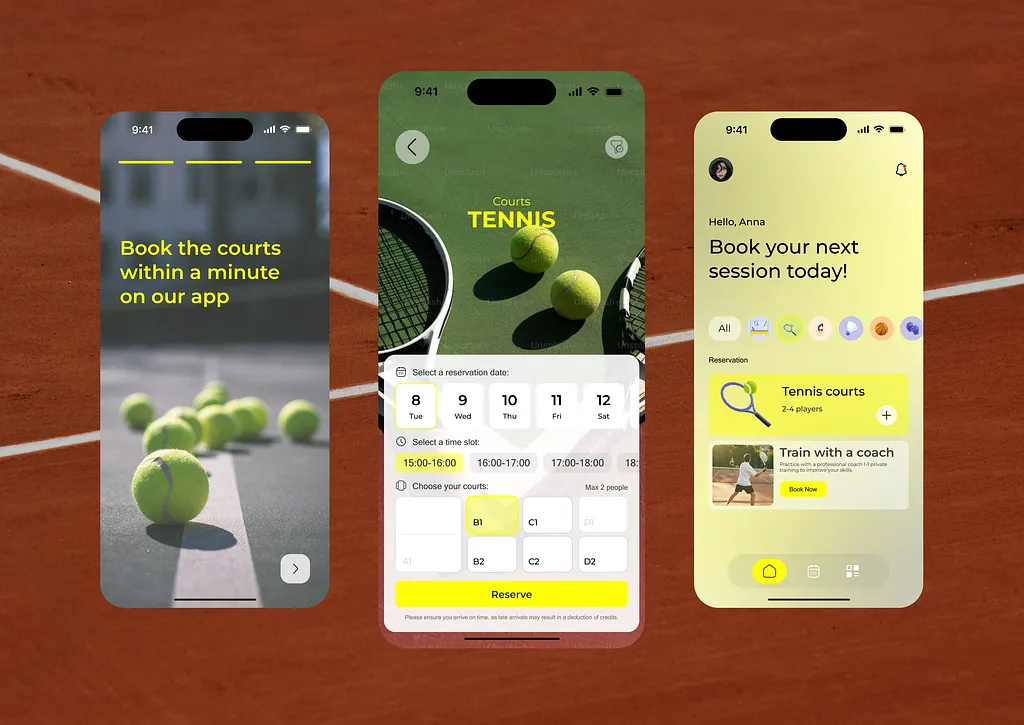 9:41
Book the courts
within a minute
on our app
9:41
Unsplash+
Courts
TENNIS
Select a reservation date:
8 9 10 11 12
Tue Wed Thu Fri Sat
Select a time slot:
15:00-16:00 16:00-17:00 17:00-18:00 18:
Choose your courts: Max 2 people
B1 C1 D1
A1 B2 C2 D2
Reserve
Please ensure you arrive on time, as late arrivals may result in a deduction of credits.
9:41
Hello, Anna
Book your next
session today!
All
Reservation
Tennis courts
2-4 players
Train with a coach
Practice with a professional coach 1-1 private
training to improve your skills.
Book Now